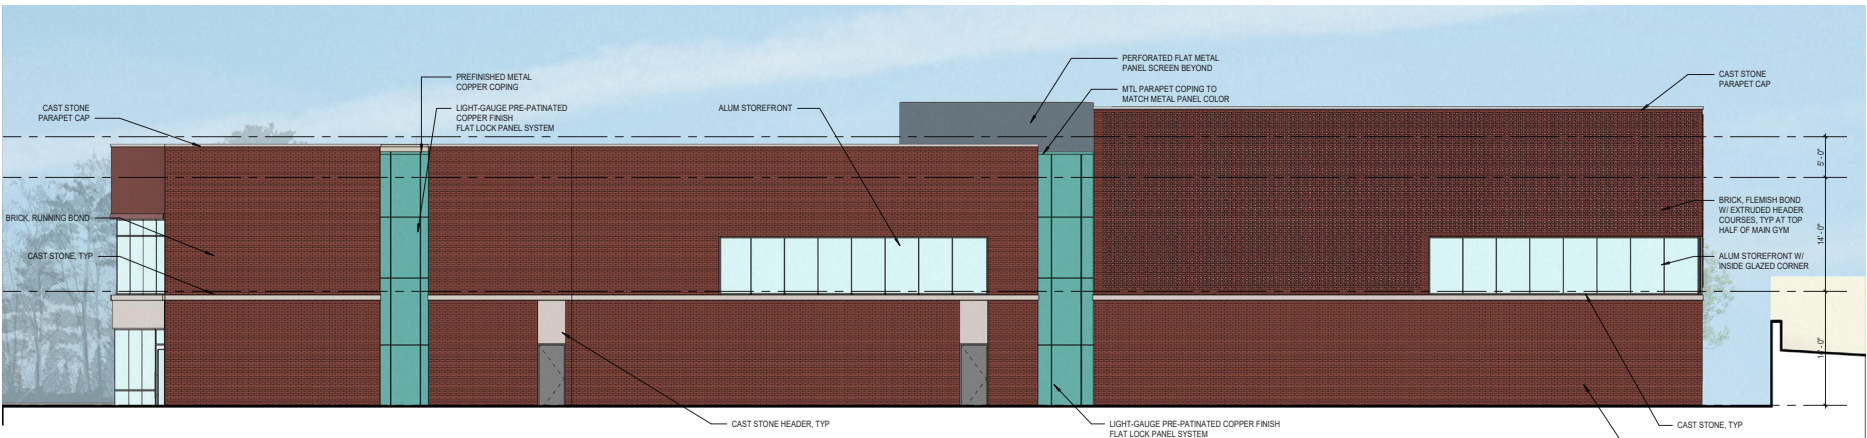 PERFORATED FLAT METAL
PANEL SCREEN BEYOND
PREFINISHED METAL
COPPER COPING
CAST STONE
PARAPET CAP
MTL PARAPET COPING TO
MATCH METAL PANEL COLOR
CAST STONE
PARAPET CAP
LIGHT-GAUGE PRE-PATINATED
COPPER FINISH
FLAT LOCK PANEL SYSTEM
ALUM STOREFRONT
5'-0"
BRICK, FLEMISH BOND
W/ EXTRUDED HEADER
COURSES, TYP AT TOP
HALF OF MAIN GYM
BRICK, RUNNING BOND
14'-0"
CAST STONE, TYP
ALUM STOREFRONT W/
INSIDE GLAZED CORNER
CAST STONE HEADER, TYP
LIGHT-GAUGE PRE-PATINATED COPPER FINISH
FLAT LOCK PANEL SYSTEM
CAST STONE, TYP